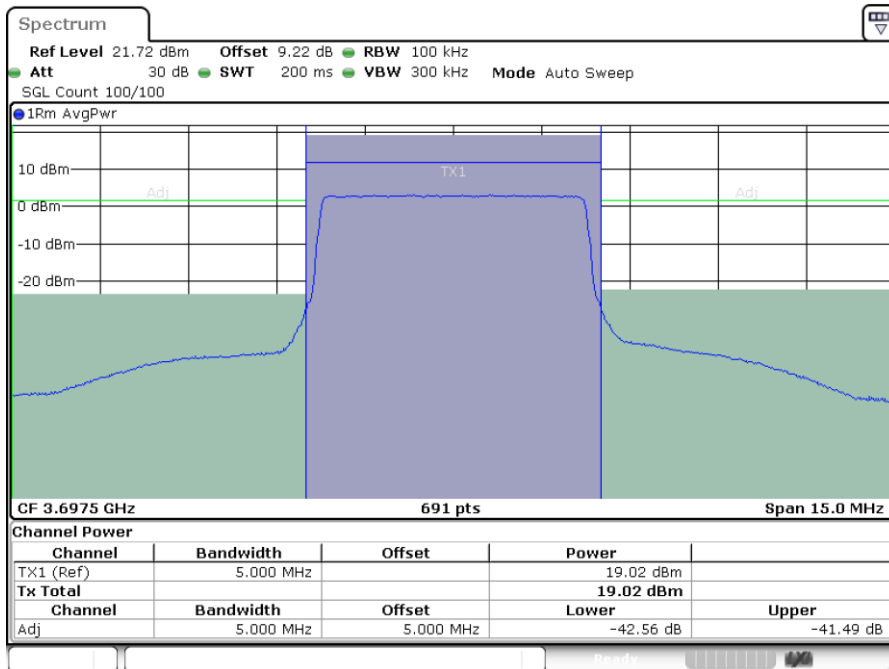 Spectrum
Ref Level 21.72 dBm Offset 9.22 dB RBW 100 kHz
Att 30 dB SWT 200 ms VBW 300 kHz Mode Auto Sweep
SGL Count 100/100
1Rm AvgPwr
10 dBm
TX1
Adj Adj
0 dBm
-10 dBm
-20 dBm
CF 3.6975 GHz 691 pts Span 15.0 MHz
Channel Power
Channel Bandwidth Offset Power
TX1 (Ref) 5.000 MHz 19.02 dBm
Tx Total 19.02 dBm
Channel Bandwidth Offset Lower Upper
Adj 5.000 MHz 5.000 MHz -42.56 dB -41.49 dB
Ready